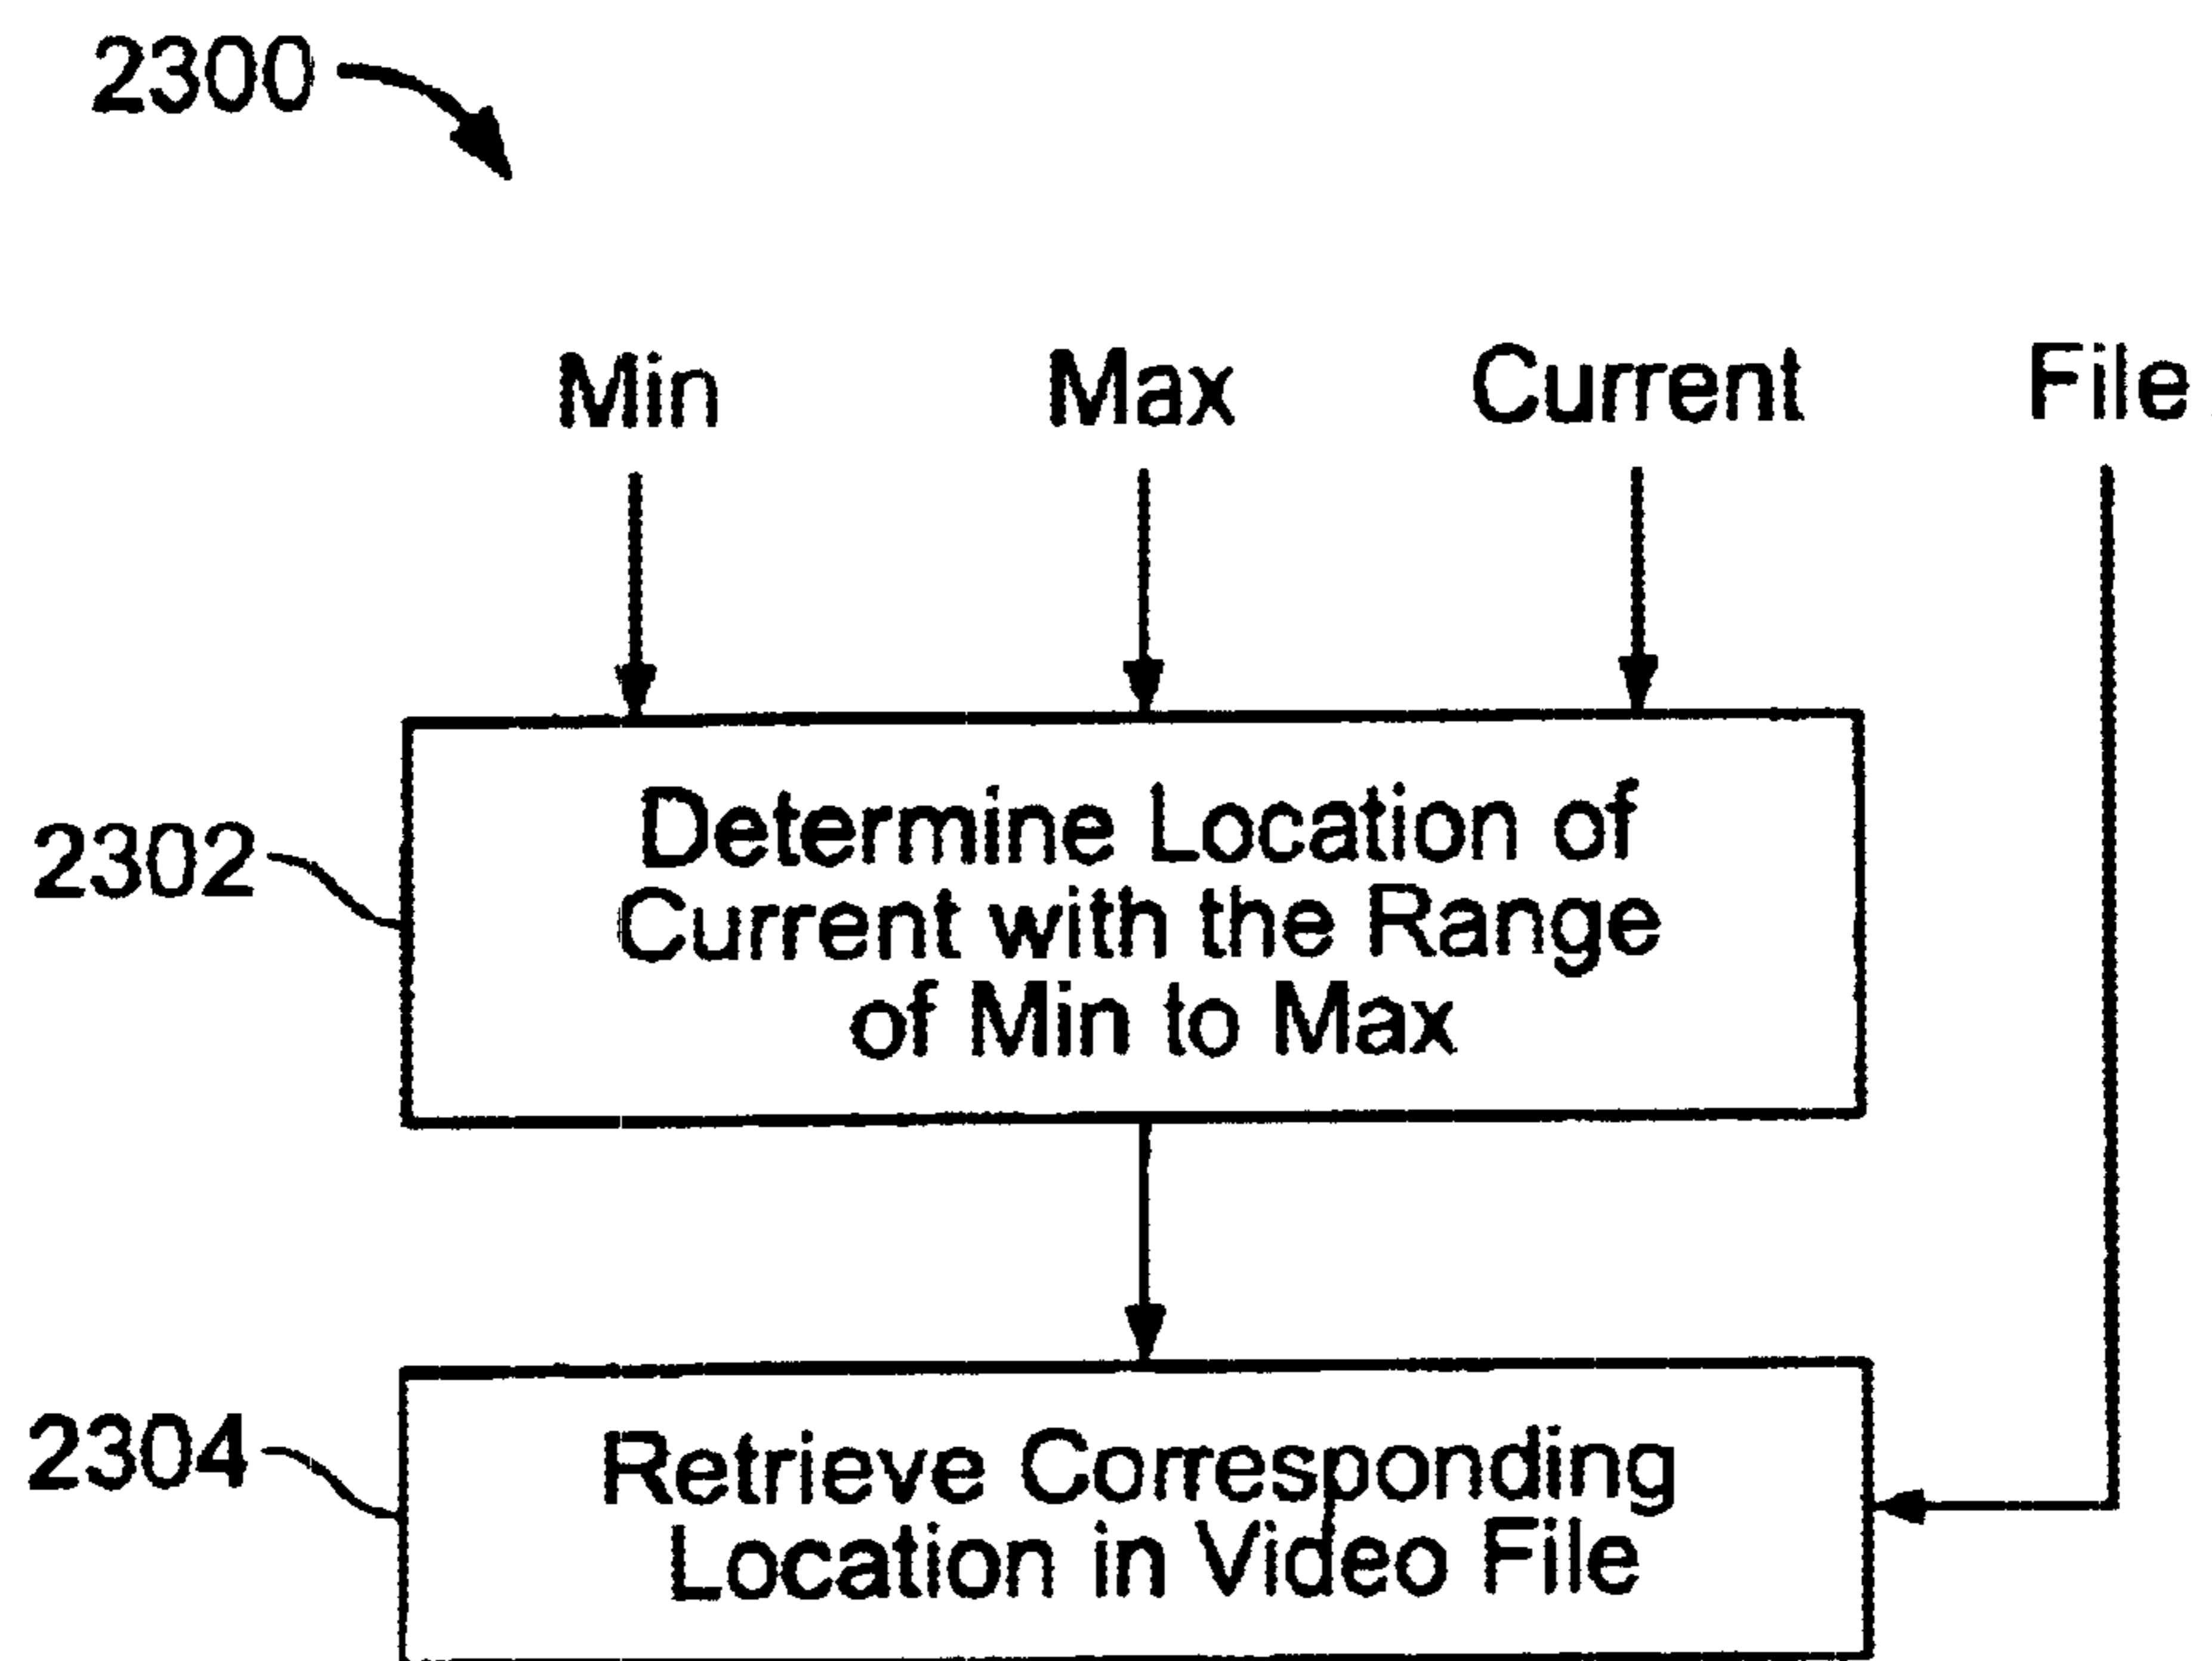 2300
Min Max Current File
2302
Determine Location of
Current with the Range
of Min to Max
2304
Retrieve Corresponding
Location in Video File